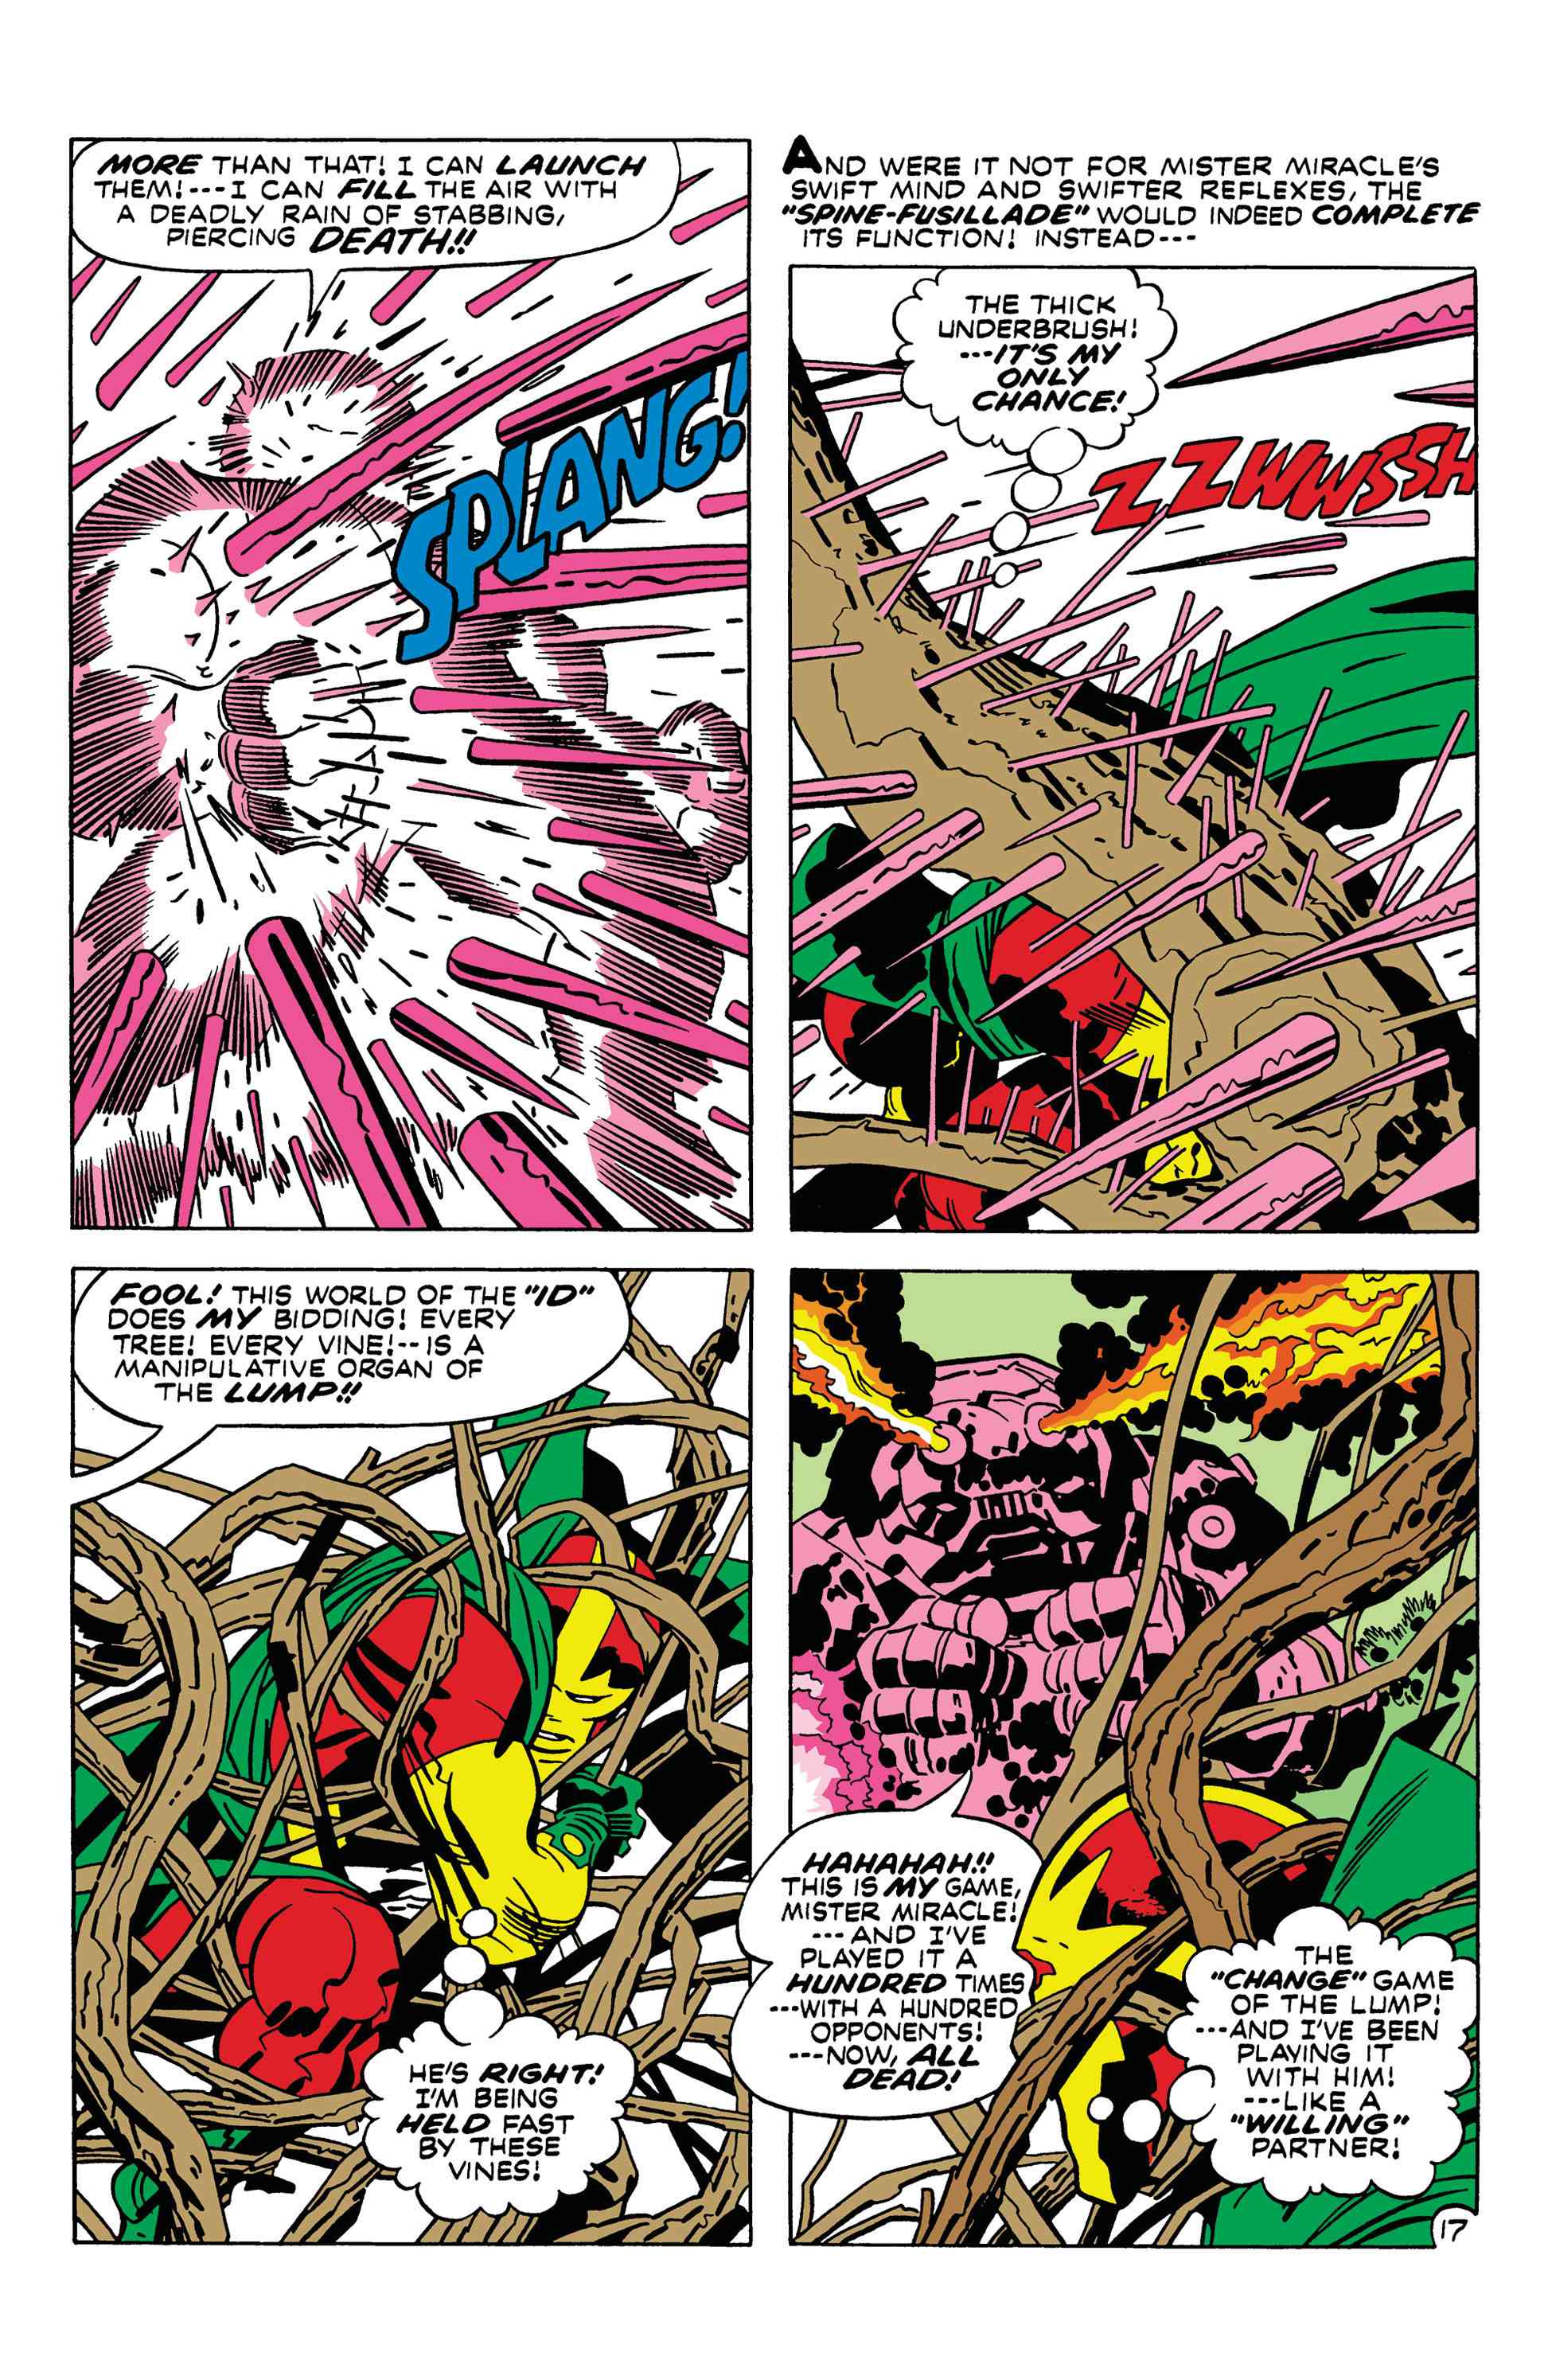 MORE THAN THAT! I CAN LAUNCH
THEM!---I CAN FILL THE AIR WITH
A DEADLY RAIN OF STABBING,
PIERCING DEATH!!
SPLANG!
AND WERE IT NOT FOR MISTER MIRACLE'S
SWIFT MIND AND SWIFTER REFLEXES, THE
"SPINE-FUSILLADE" WOULD INDEED COMPLETE
ITS FUNCTION! INSTEAD---
THE THICK
UNDERBRUSH!
---IT'S MY
ONLY
CHANCE!
ZZWWSSH
FOOL! THIS WORLD OF THE "ID"
DOES MY BIDDING! EVERY
TREE! EVERY VINE!--IS A
MANIPULATIVE ORGAN OF
THE LUMP!!
HE'S RIGHT!
I'M BEING
HELD FAST
BY THESE
VINES!
HAHAHAH!!
THIS IS MY GAME,
MISTER MIRACLE!
---AND I'VE
PLAYED IT A
HUNDRED TIMES
---WITH A HUNDRED
OPPONENTS!
---NOW, ALL
DEAD!
THE
"CHANGE" GAME
OF THE LUMP!
---AND I'VE BEEN
PLAYING IT
WITH HIM!
---LIKE A
"WILLING"
PARTNER!
17